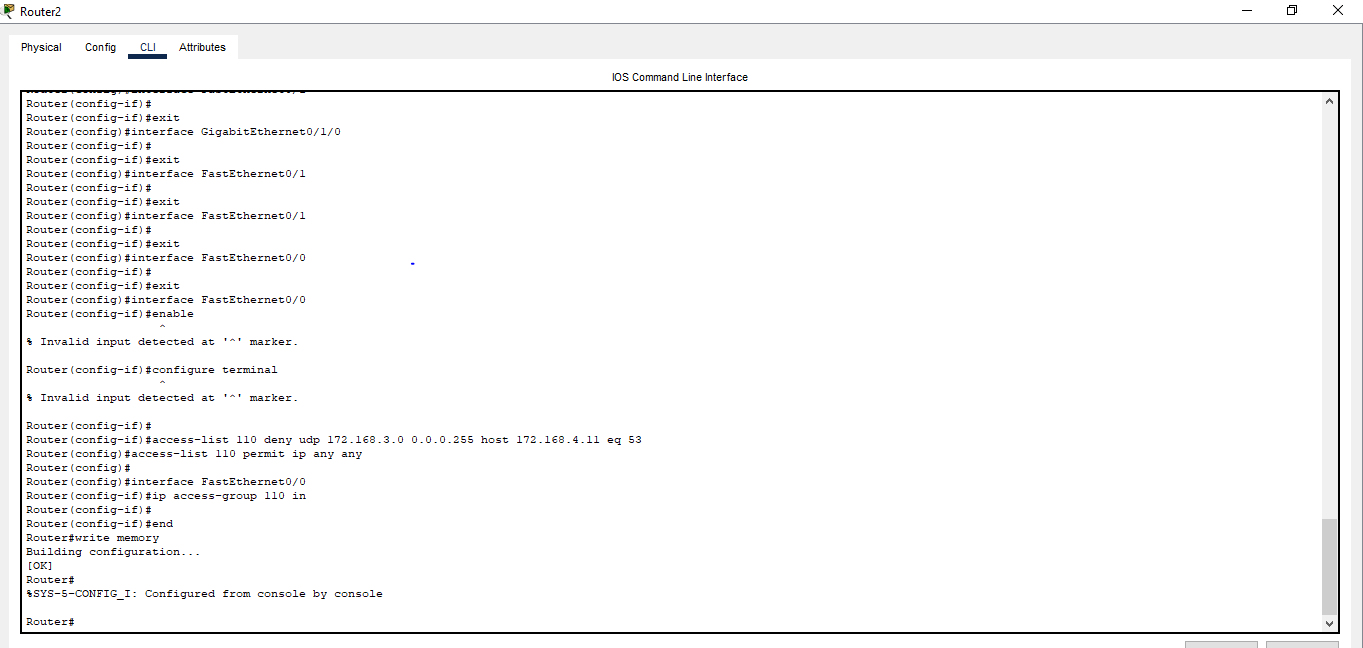 Router2
Physical Config CLI Attributes
IOS Command Line Interface
Router(config-if)#
Router(config-if)#exit
Router(config)#interface GigabitEthernet0/1/0
Router(config-if)#
Router(config-if)#exit
Router(config)#interface FastEthernet0/1
Router(config-if)#
Router(config-if)#exit
Router(config)#interface FastEthernet0/1
Router(config-if)#
Router(config-if)#exit
Router(config)#interface FastEthernet0/0
Router(config-if)#
Router(config-if)#exit
Router(config)#interface FastEthernet0/0
Router(config-if)#enable
^
% Invalid input detected at '^' marker.
Router(config-if)#configure terminal
^
% Invalid input detected at '^' marker.
Router(config-if)#
Router(config-if)#access-list 110 deny udp 172.168.3.0 0.0.0.255 host 172.168.4.11 eq 53
Router(config)#access-list 110 permit ip any any
Router(config)#
Router(config)#interface FastEthernet0/0
Router(config-if)#ip access-group 110 in
Router(config-if)#
Router(config-if)#end
Router#write memory
Building configuration...
[OK]
Router#
%SYS-5-CONFIG_I: Configured from console by console
Router#